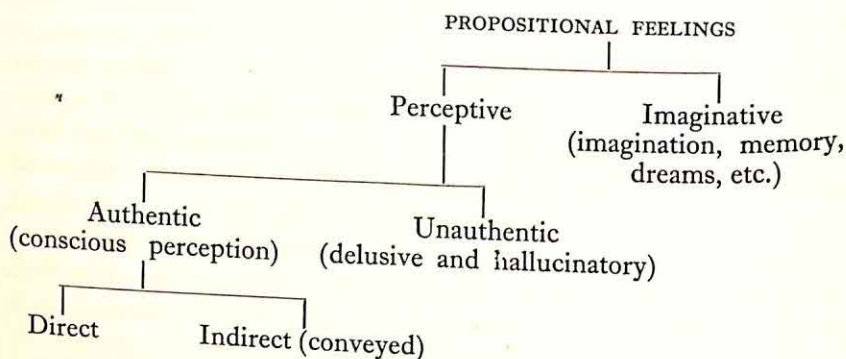 PROPOSITIONAL FEELINGS
Perceptive
Imaginative
(imagination, memory,
dreams, etc.)
Authentic
(conscious perception)
Unauthentic
(delusive and hallucinatory)
Direct
Indirect (conveyed)